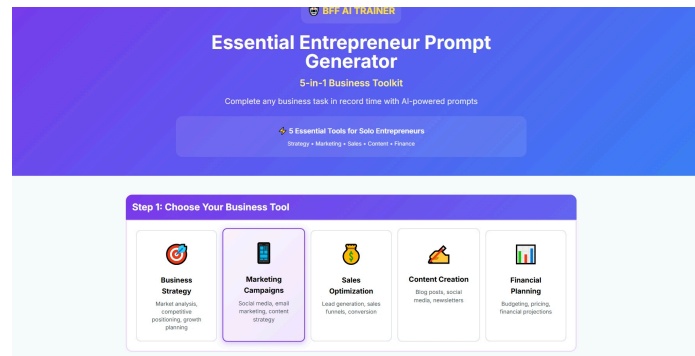 BFF AI TRAINER
Essential Entrepreneur Prompt
Generator
5-in-1 Business Toolkit
Complete any business task in record time with AI-powered prompts
5 Essential Tools for Solo Entrepreneurs
Strategy • Marketing • Sales • Content • Finance
Step 1: Choose Your Business Tool
Business
Strategy
Market analysis,
competitive
positioning, growth
planning
Marketing
Campaigns
Social media, email
marketing, content
strategy
Sales
Optimization
Lead generation, sales
funnels, conversion
Content Creation
Blog posts, social
media, newsletters
Financial
Planning
Budgeting, pricing,
financial projections